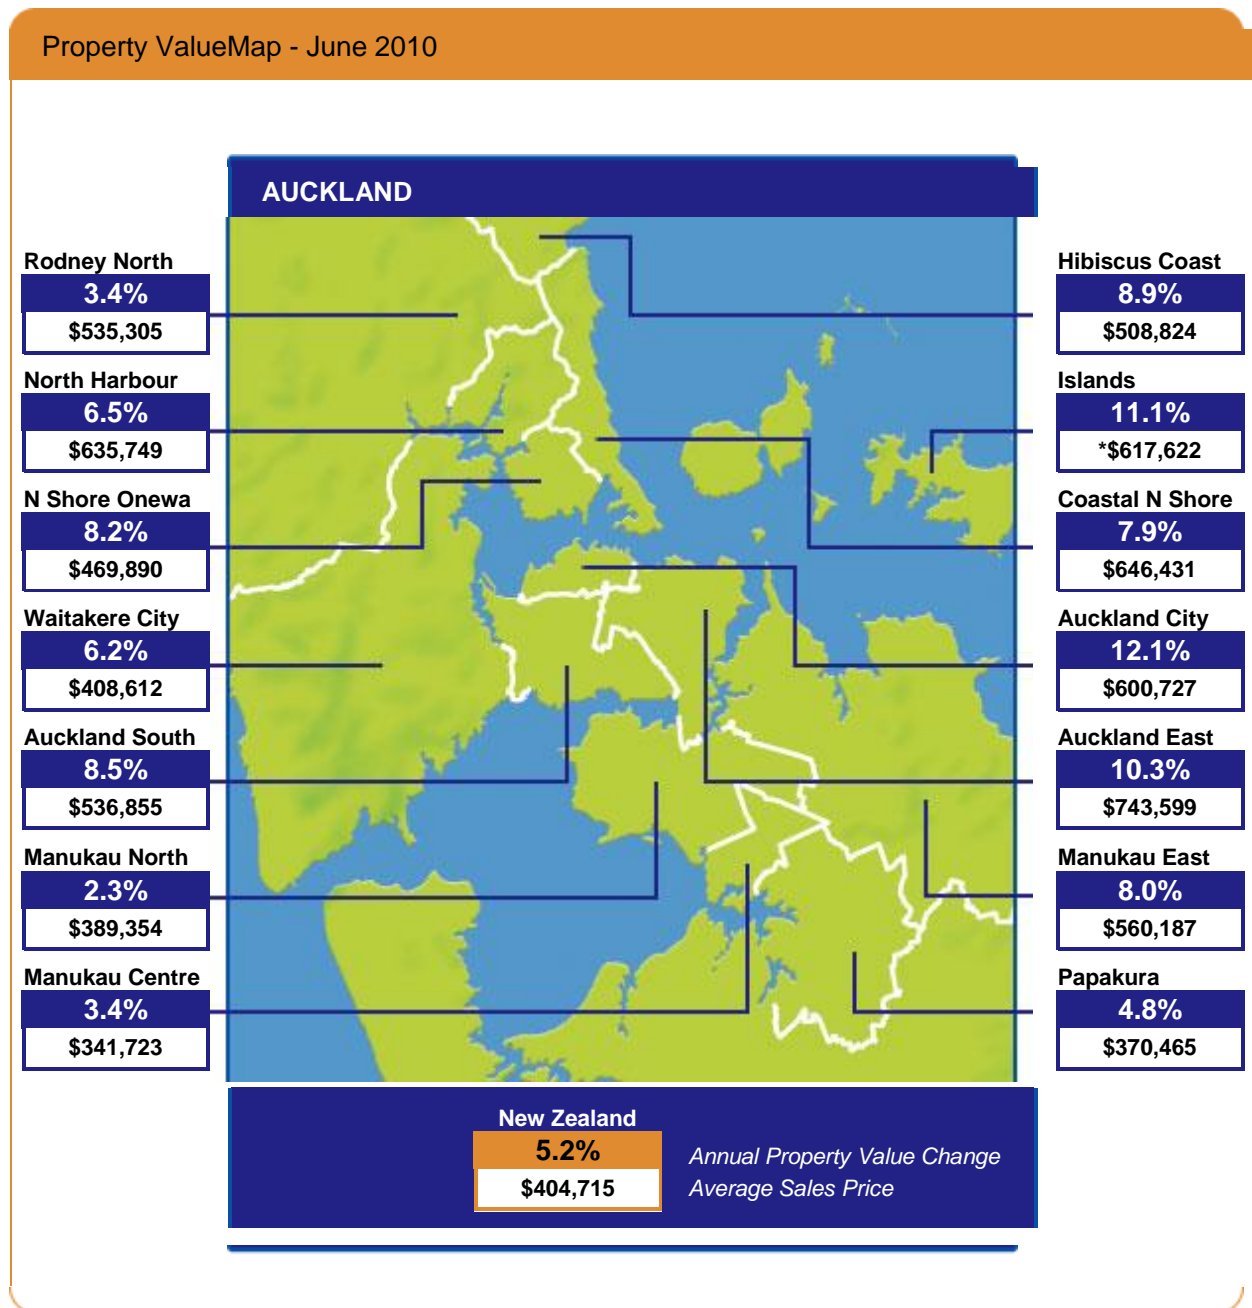 Property ValueMap - June 2010
AUCKLAND
Rodney North
3.4%
$535,305
North Harbour
6.5%
$635,749
N Shore Onewa
8.2%
$469,890
Waitakere City
6.2%
$408,612
Auckland South
8.5%
$536,855
Manukau North
2.3%
$389,354
Manukau Centre
3.4%
$341,723
Hibiscus Coast
8.9%
$508,824
Islands
11.1%
*$617,622
Coastal N Shore
7.9%
$646,431
Auckland City
12.1%
$600,727
Auckland East
10.3%
$743,599
Manukau East
8.0%
$560,187
Papakura
4.8%
$370,465
New Zealand
5.2%
$404,715
Annual Property Value Change
Average Sales Price